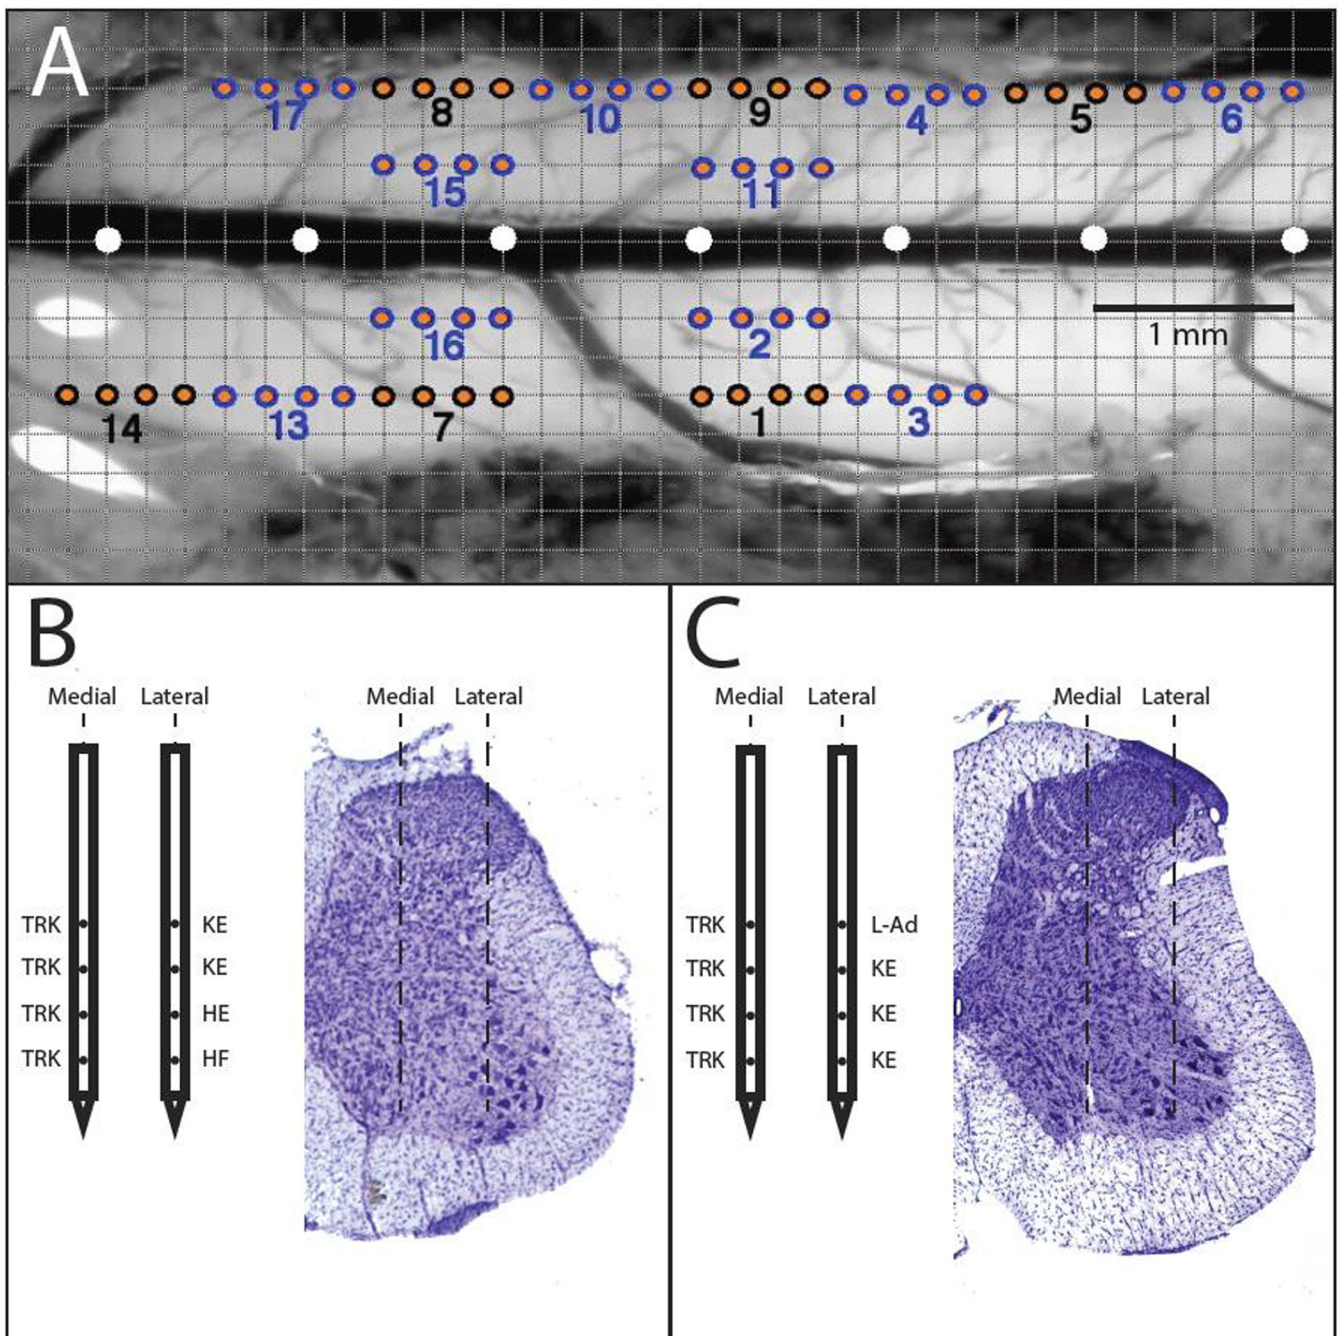 A
17 8 10 9 4 5 6
15 11
1 mm
16 2
14 13 7 1 3
B
Medial Lateral Medial Lateral
TRK KE
TRK KE
TRK HE
TRK HF
C
Medial Lateral Medial Lateral
TRK L-Ad
TRK KE
TRK KE
TRK KE